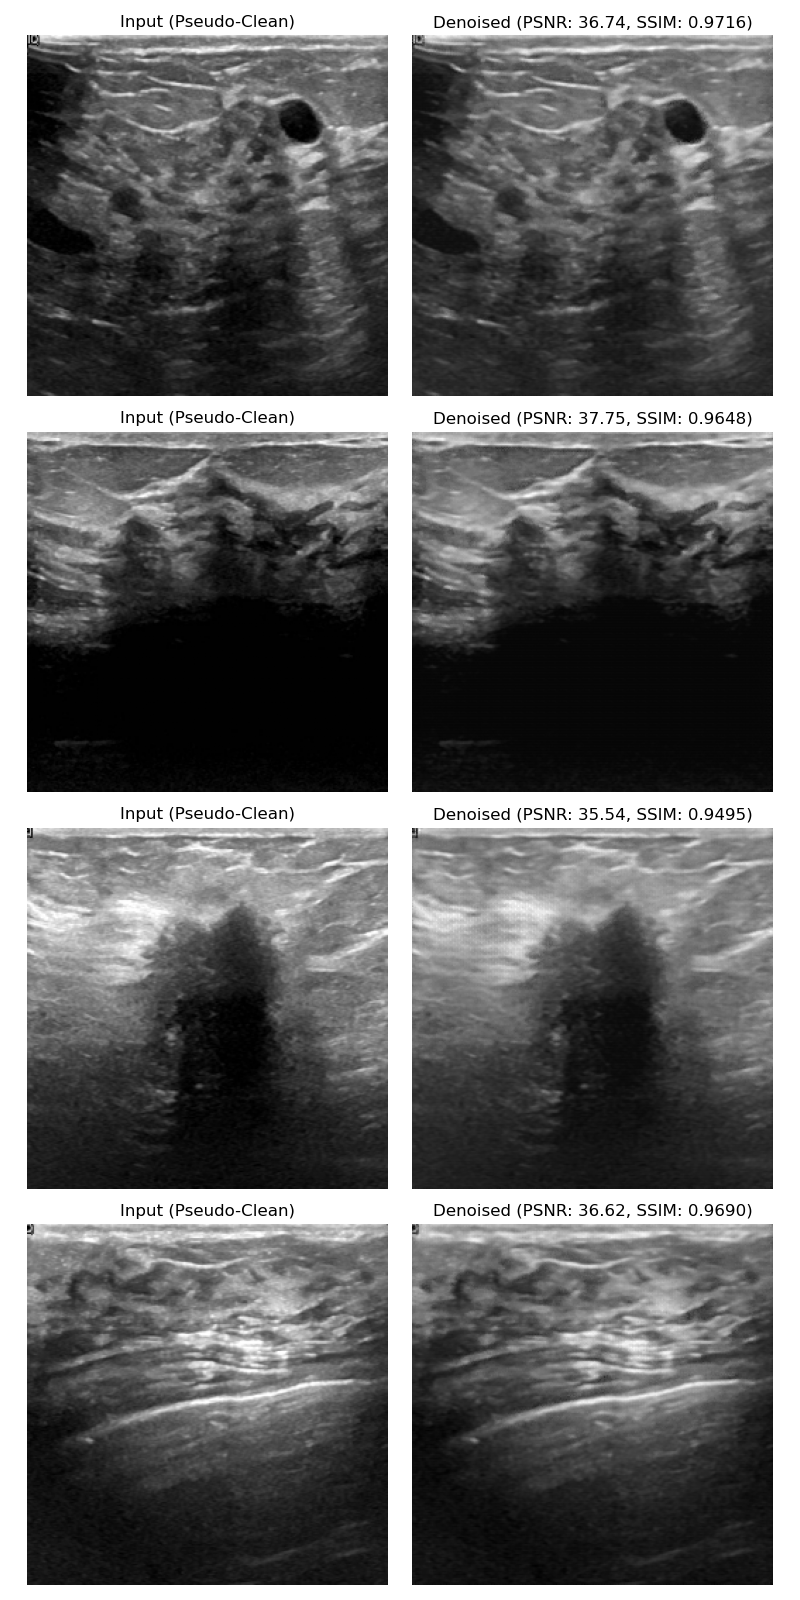 Input (Pseudo-Clean)
Denoised (PSNR: 36.74, SSIM: 0.9716)
Input (Pseudo-Clean)
Denoised (PSNR: 37.75, SSIM: 0.9648)
Input (Pseudo-Clean)
Denoised (PSNR: 35.54, SSIM: 0.9495)
Input (Pseudo-Clean)
Denoised (PSNR: 36.62, SSIM: 0.9690)